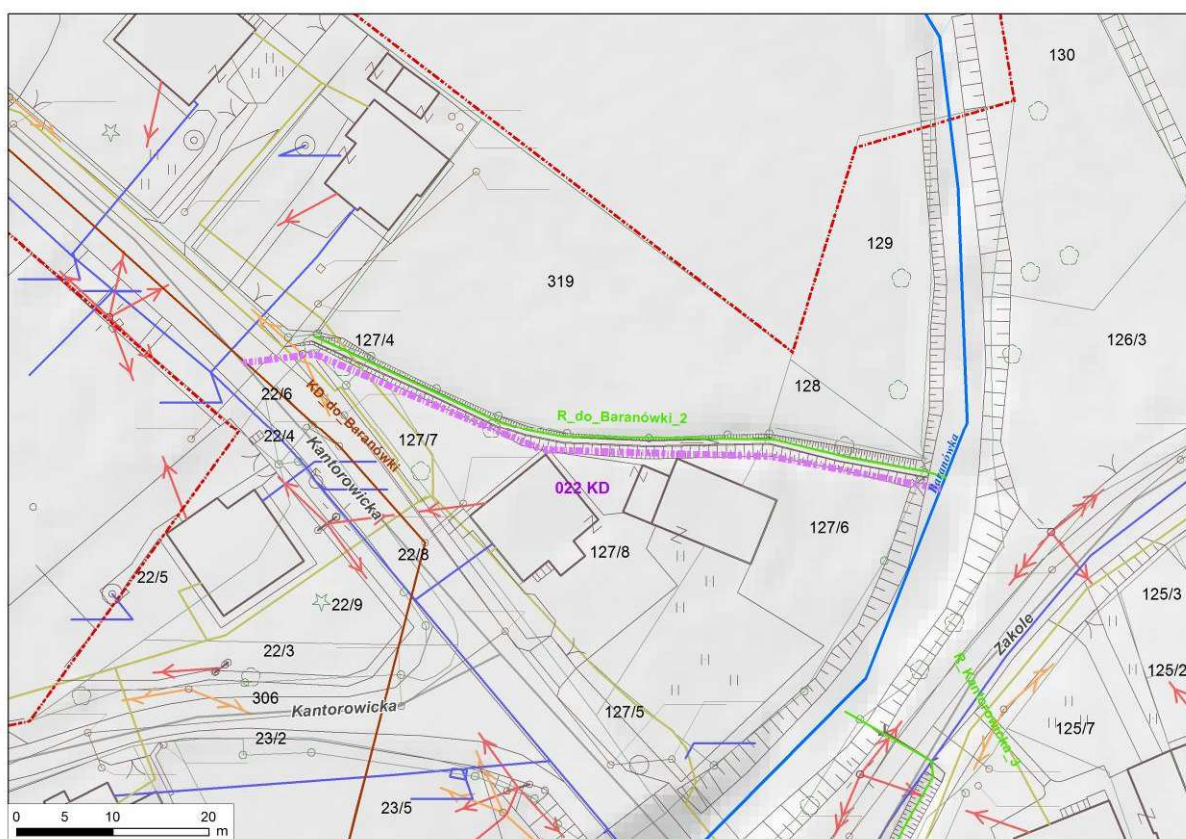 130
129
319
126/3
127/4
128
22/6
R_do_Baranówki_2
KD_do_Baranówki
22/4
127/7
Kantorowicka
Baranówka
022 KD
127/6
22/8
127/8
22/5
22/9
125/3
Zakole
22/3
125/2
R_Kantorowicka_3
306
Kantorowicka
127/5
125/7
23/2
23/5
0 5 10 20
m